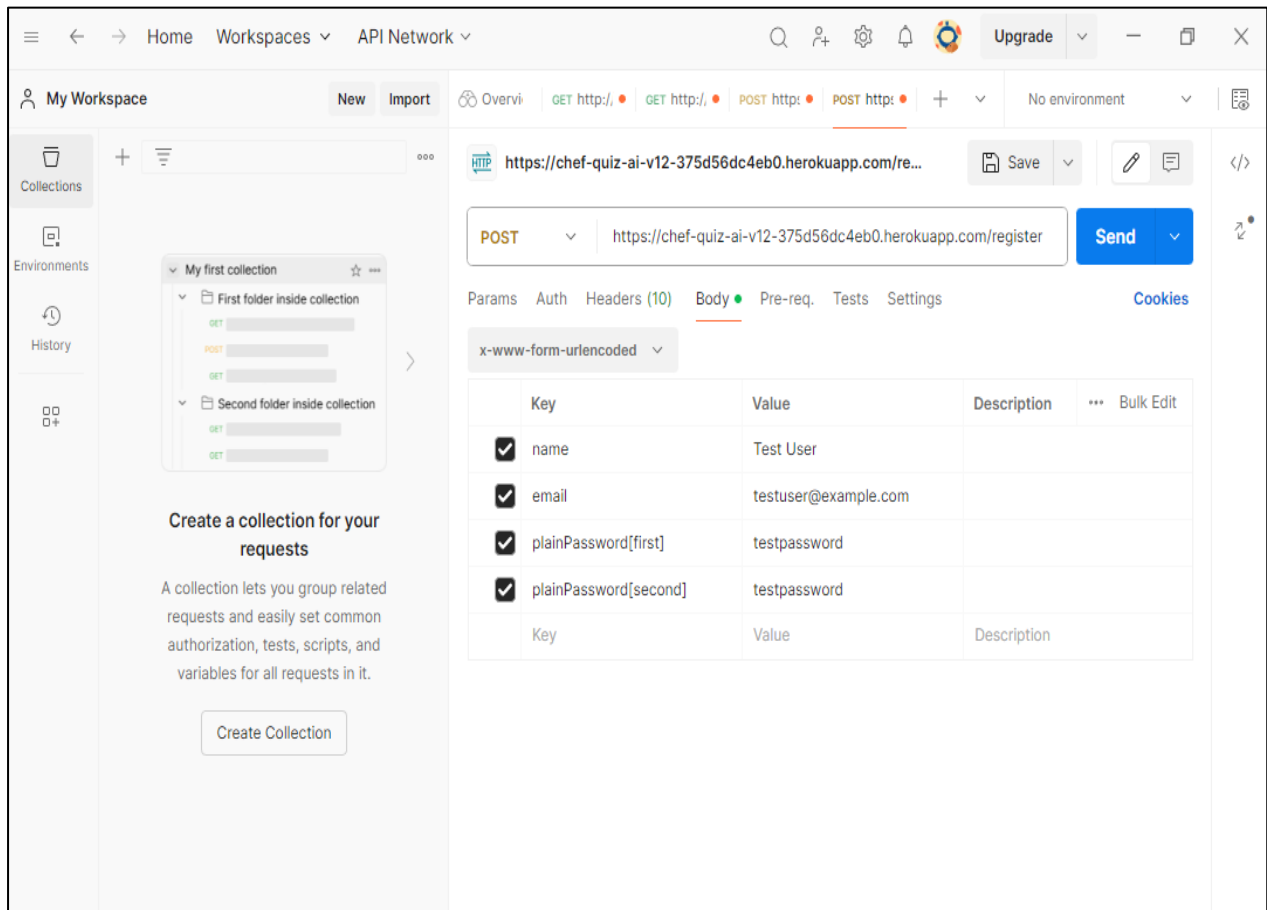 Home Workspaces API Network Upgrade
My Workspace New Import
Overvi GET http:/, GET http:/, POST http: POST http: No environment
Collections
Environments
History
My first collection
First folder inside collection
GET
POST
GET
Second folder inside collection
GET
GET
Create a collection for your
requests
A collection lets you group related
requests and easily set common
authorization, tests, scripts, and
variables for all requests in it.
Create Collection
HTTP https://chef-quiz-ai-v12-375d56dc4eb0.herokuapp.com/re... Save
POST https://chef-quiz-ai-v12-375d56dc4eb0.herokuapp.com/register Send
Params Auth Headers (10) Body Pre-req. Tests Settings Cookies
x-www-form-urlencoded
Key Value Description Bulk Edit
name Test User
email testuser@example.com
plainPassword[first] testpassword
plainPassword[second] testpassword
Key Value Description